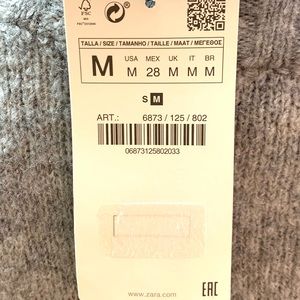 FSC
TALLA / SIZE / TAMANHO / TAILLE / MAAT / ΜΕΓΕΘΟΣ
M
USA MEX UK IT BR
M 28 M M M
S M
ART.: 6873 / 125 / 802
06873125802033
www.zara.com
EAC